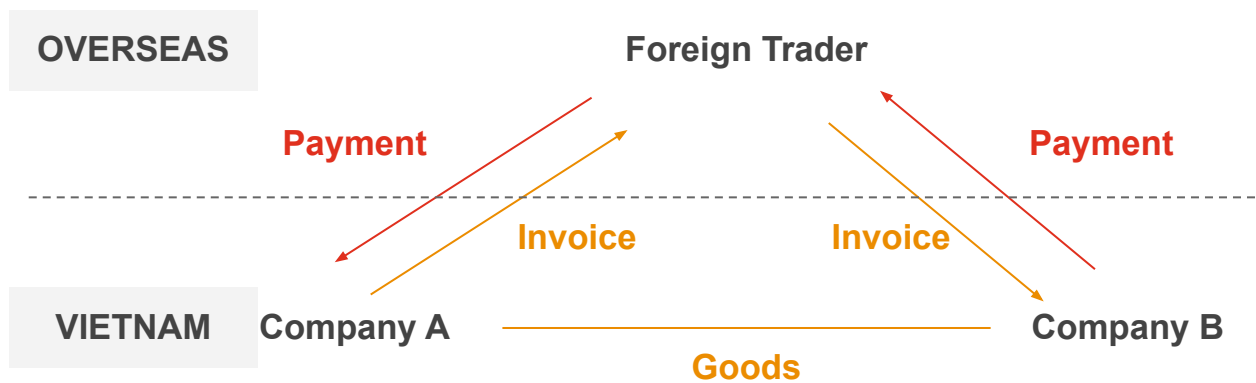 OVERSEAS
Foreign Trader
Payment
Payment
Invoice
Invoice
VIETNAM
Company A
Company B
Goods